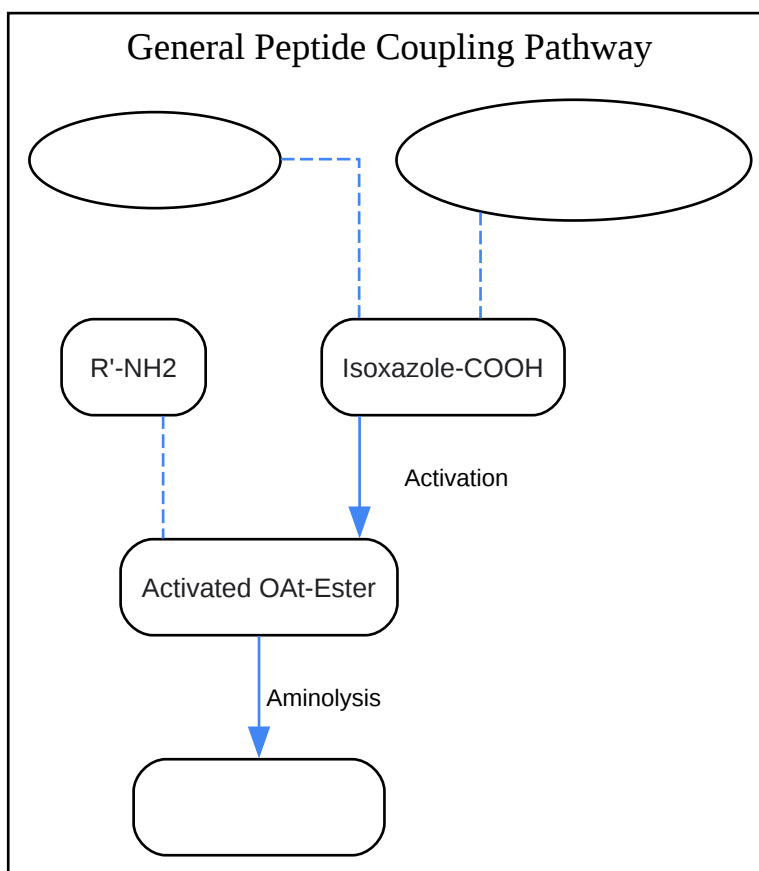 General Peptide Coupling Pathway
R'-NH2
Isoxazole-COOH
Activation
Activated OAt-Ester
Aminolysis